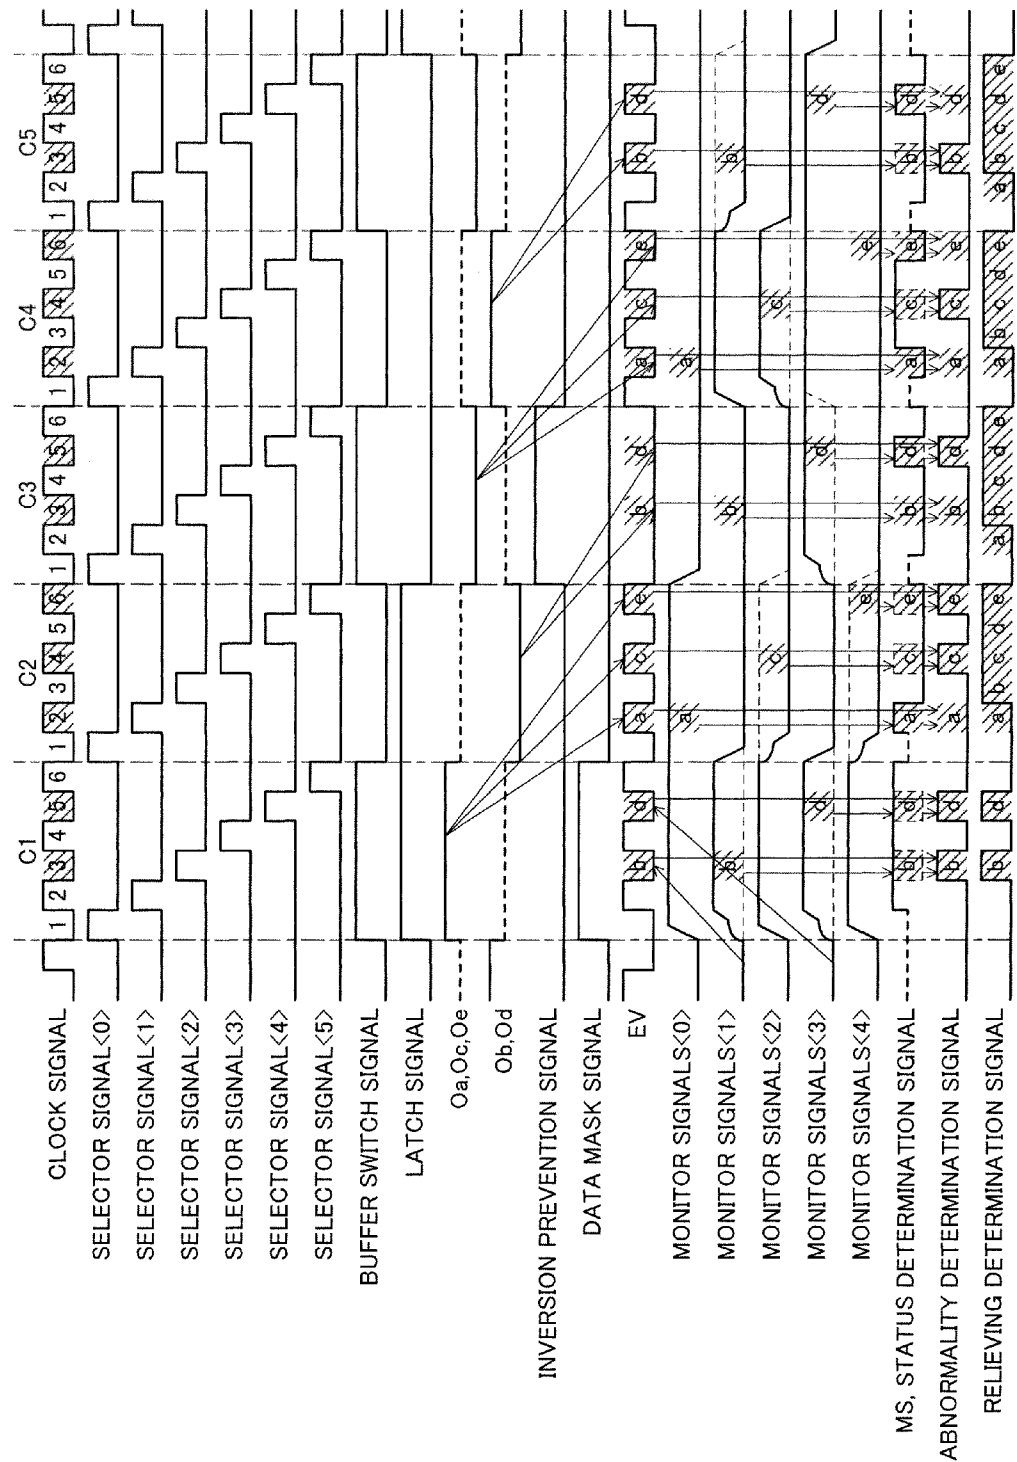 C1 C2 C3 C4 C5
CLOCK SIGNAL 1 2 3 4 5 6 1 2 3 4 5 6 1 2 3 4 5 6 1 2 3 4 5 6 1 2 3 4 5 6
SELECTOR SIGNAL<0>
SELECTOR SIGNAL<1>
SELECTOR SIGNAL<2>
SELECTOR SIGNAL<3>
SELECTOR SIGNAL<4>
SELECTOR SIGNAL<5>
BUFFER SWITCH SIGNAL
LATCH SIGNAL
Oa,Oc,Oe
Ob,Od
INVERSION PREVENTION SIGNAL
DATA MASK SIGNAL
EV b d a c e b d a c e b d
MONITOR SIGNALS<0> a a
MONITOR SIGNALS<1> b b b
MONITOR SIGNALS<2> c c
MONITOR SIGNALS<3> d d d
MONITOR SIGNALS<4> e e
MS, STATUS DETERMINATION SIGNAL b d a c e b d a c e b d
ABNORMALITY DETERMINATION SIGNAL b d a c e b d a c e b d
RELIEVING DETERMINATION SIGNAL b d a b c d e a b c d e a b c d e a b c d e